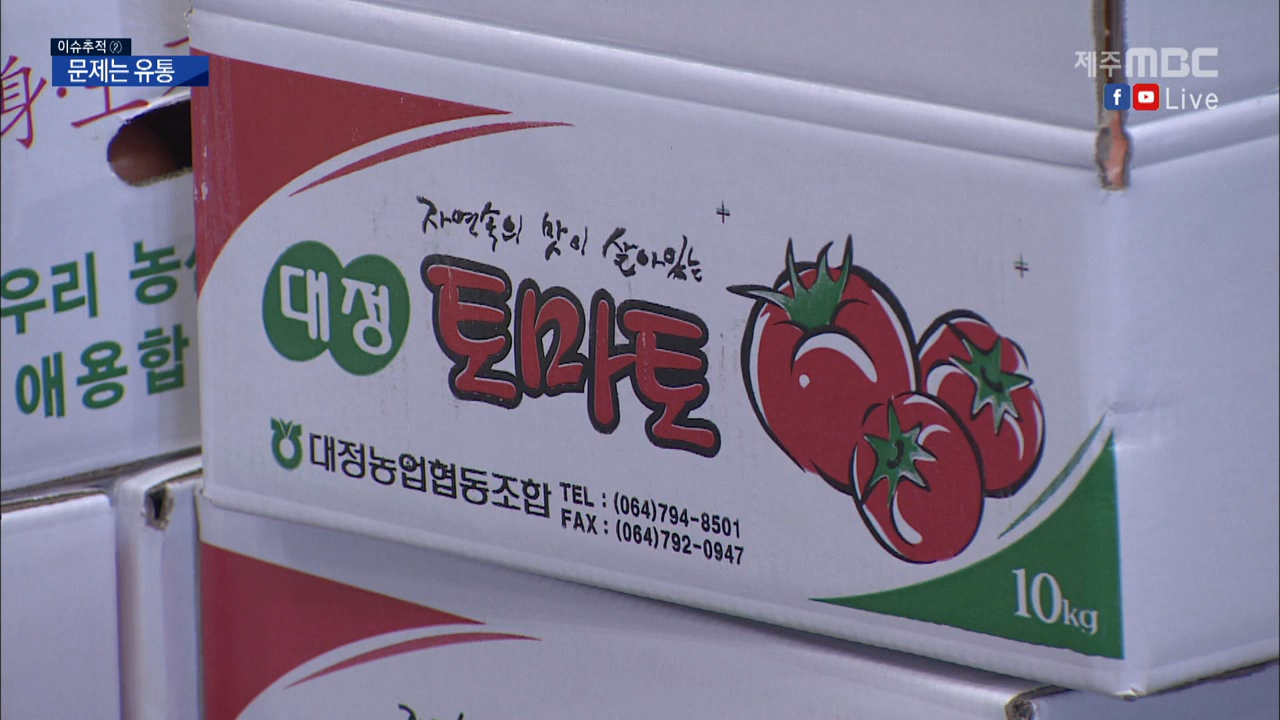 이슈추적 ②
문제는 유통
제주MBC
f Live
身·土
우리 농
애용합
자연속의 맛이 살아있는
대정
토마토
대정농업협동조합
TEL : (064)794-8501
FAX : (064)792-0947
10kg